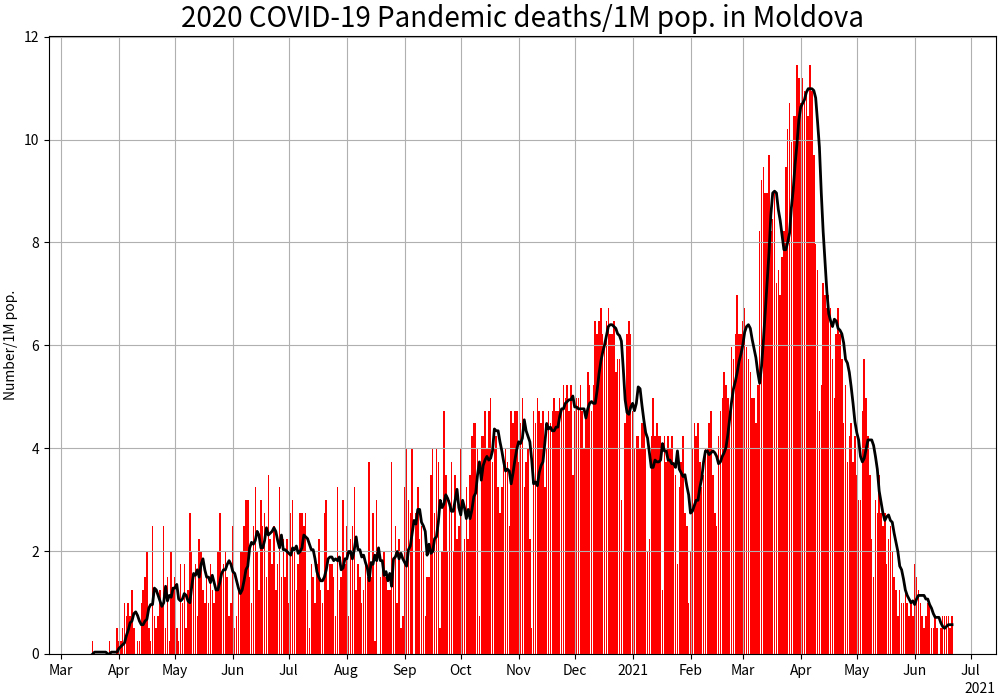 2020 COVID-19 Pandemic deaths/1M pop. in Moldova
Number/1M pop.
12
10
8
6
4
2
0
Mar Apr May Jun Jul Aug Sep Oct Nov Dec 2021 Feb Mar Apr May Jun Jul
2021